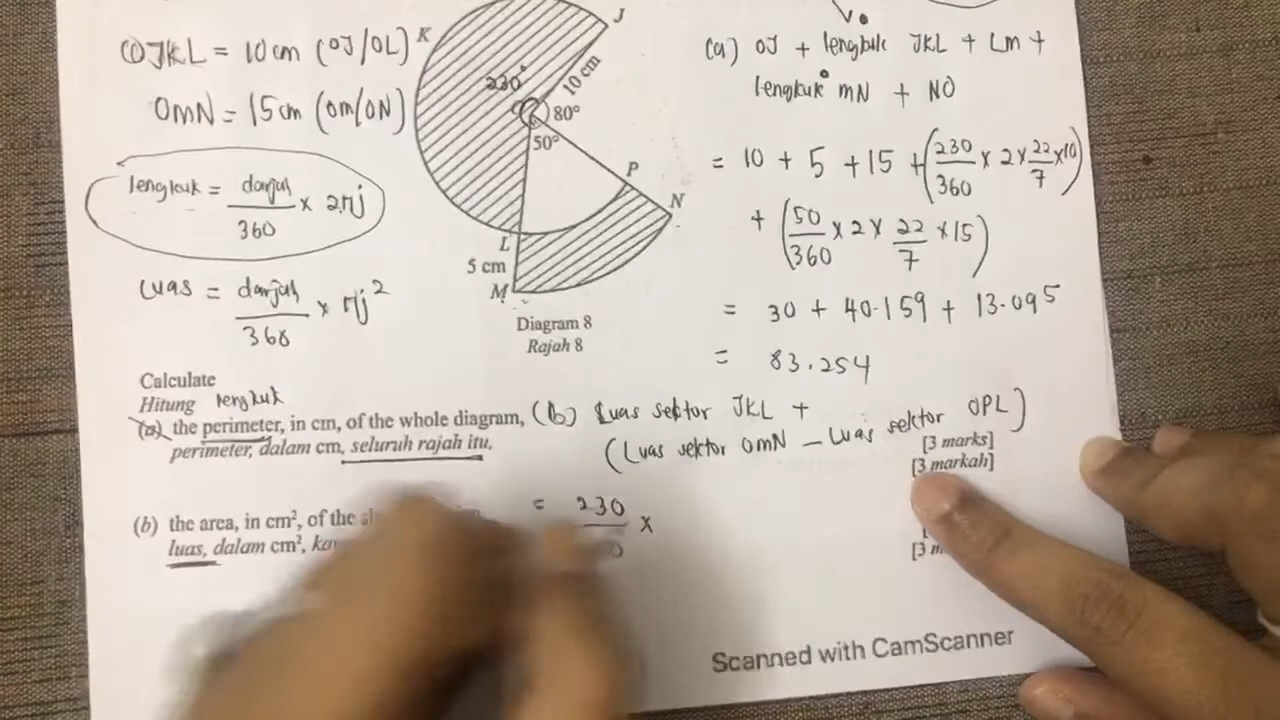 (i) JKL = 10 cm (OJ/OL)
OMN = 15 cm (OM/ON)
lengkuk = darjah/360 × 2πj
luas = darjah/360 × πj²
K
J
230°
10 cm
80°
50°
P
N
L
5 cm
M
Diagram 8
Rajah 8
(a) OJ + lengkuk JKL + LM +
lengkuk MN + NO
= 10 + 5 + 15 + (230/360 × 2 × 22/7 × 10)
+ (50/360 × 2 × 22/7 × 15)
= 30 + 40.159 + 13.095
= 83.254
Calculate
Hitung lengkuk
(a) the perimeter, in cm, of the whole diagram,
perimeter, dalam cm, seluruh rajah itu,
[3 marks]
[3 markah]
(b) Luas sektor JKL +
(Luas sektor OMN – Luas sektor OPL)
= 230/ ×
(b) the area, in cm², of the
luas, dalam cm²,
[3
Scanned with CamScanner